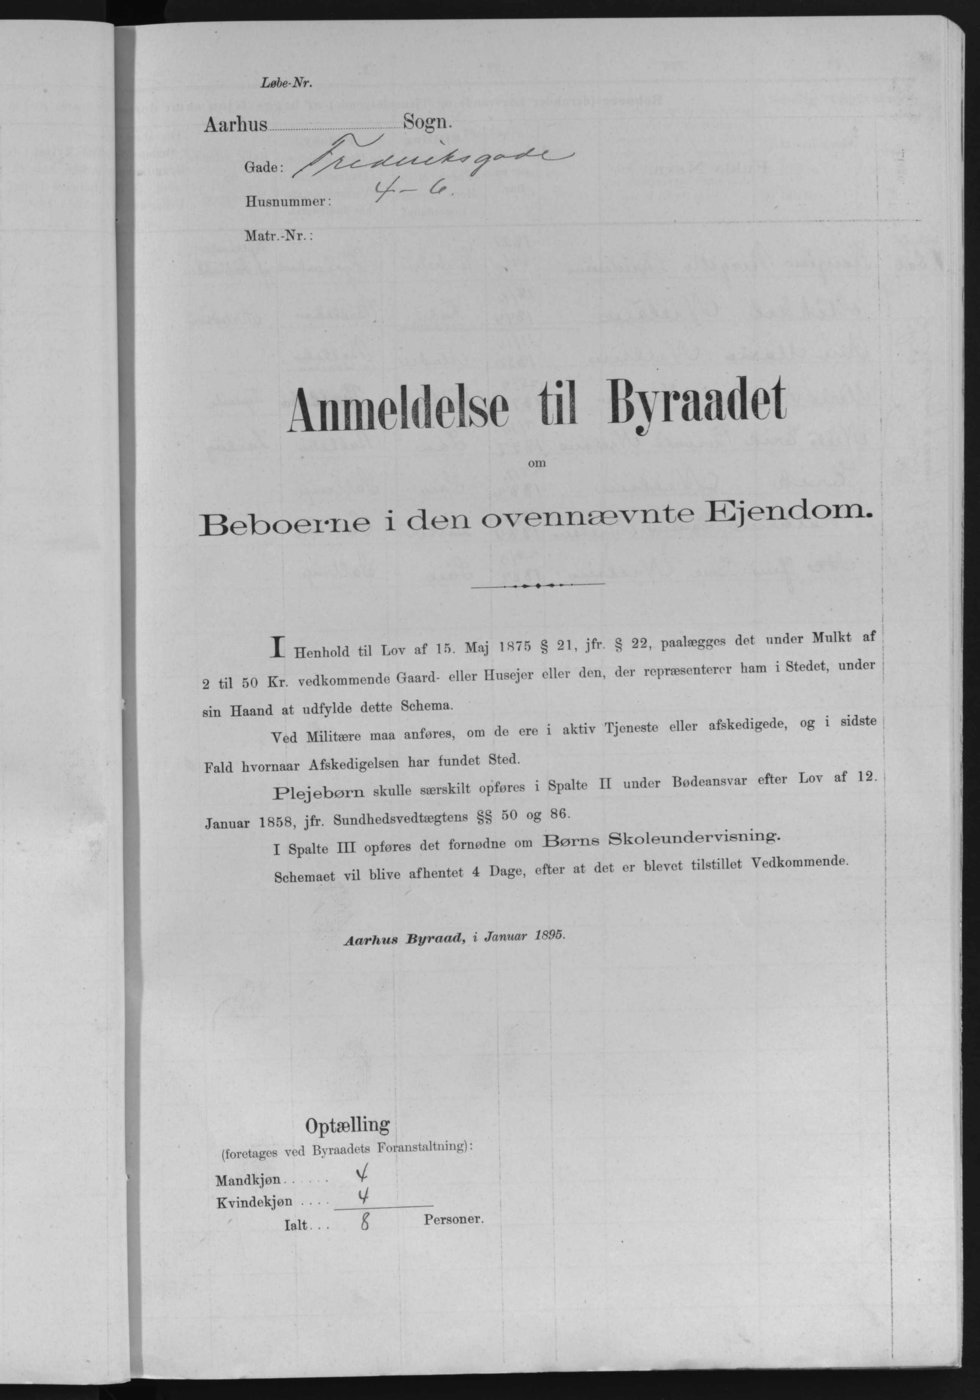 Løbe-Nr.
Aarhus Sogn.
Gade: Frederiksgade
Husnummer: 4-6.
Matr.-Nr.:
Anmeldelse til Byraadet
om
Beboerne i den ovennævnte Ejendom.
I Henhold til Lov af 15. Maj 1875 § 21, jfr. § 22, paalægges det under Mulkt af
2 til 50 Kr. vedkommende Gaard- eller Husejer eller den, der repræsenterer ham i Stedet, under
sin Haand at udfylde dette Schema.
Ved Militære maa anføres, om de ere i aktiv Tjeneste eller afskedigede, og i sidste
Fald hvornaar Afskedigelsen har fundet Sted.
Plejebørn skulle særskilt opføres i Spalte II under Bødeansvar efter Lov af 12.
Januar 1858, jfr. Sundhedsvedtægtens §§ 50 og 86.
I Spalte III opføres det fornødne om Børns Skoleundervisning.
Schemaet vil blive afhentet 4 Dage, efter at det er blevet tilstillet Vedkommende.
Aarhus Byraad, i Januar 1895.
Optælling
(foretages ved Byraadets Foranstaltning):
Mandkjøn...... 4
Kvindekjøn.... 4
Ialt... 8 Personer.